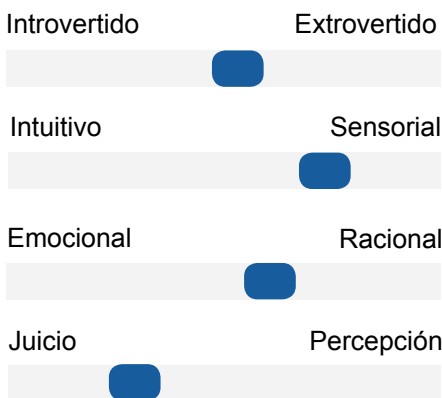 Introvertido Extrovertido
Intuitivo Sensorial
Emocional Racional
Juicio Percepción